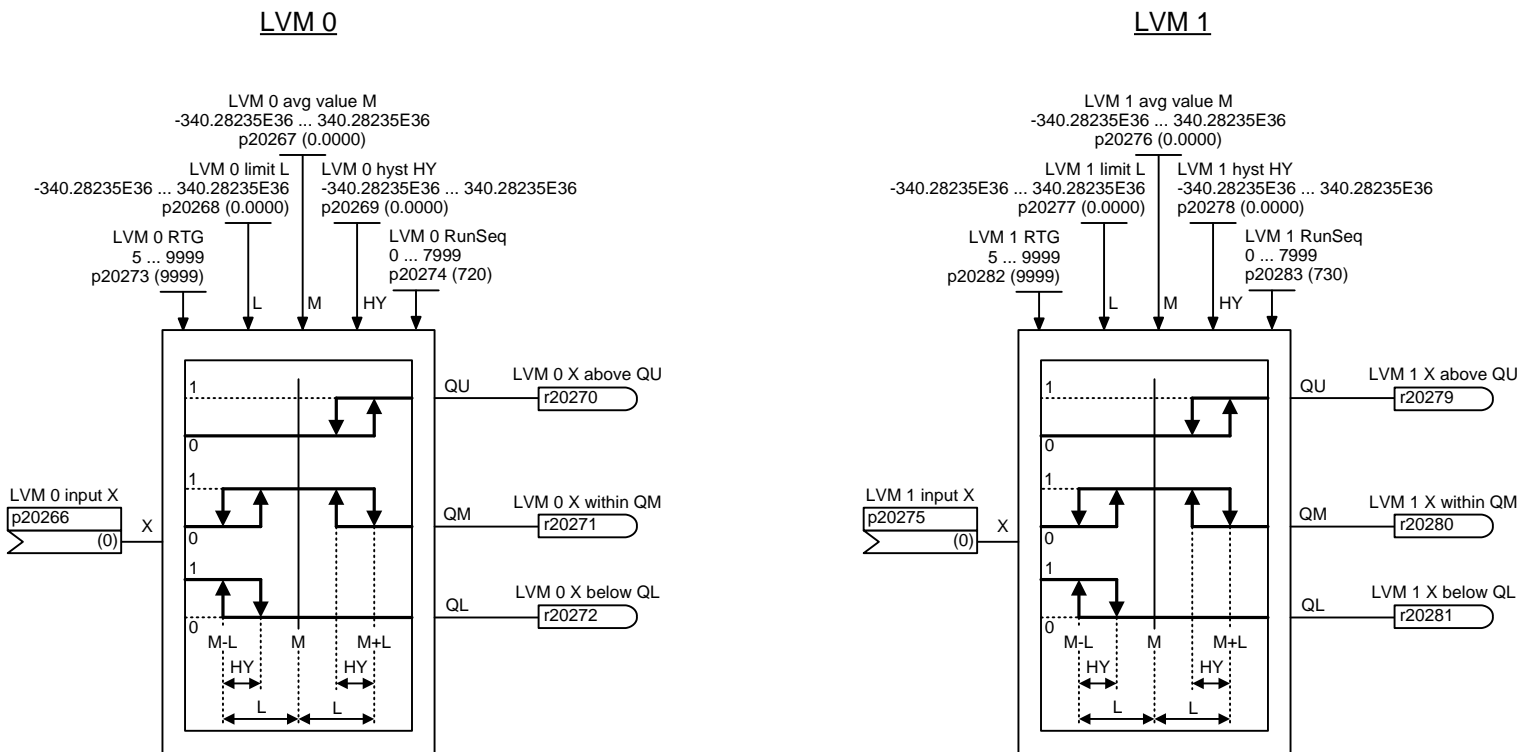 LVM 0
LVM 0 avg value M
-340.28235E36 ... 340.28235E36
p20267 (0.0000)
LVM 0 limit L
-340.28235E36 ... 340.28235E36
p20268 (0.0000)
LVM 0 hyst HY
-340.28235E36 ... 340.28235E36
p20269 (0.0000)
LVM 0 RTG
5 ... 9999
p20273 (9999)
LVM 0 RunSeq
0 ... 7999
p20274 (720)
L
M
HY
LVM 0 input X
p20266
(0)
X
1
0
1
0
1
0
M-L
M
M+L
HY
HY
L
L
QU
LVM 0 X above QU
r20270
QM
LVM 0 X within QM
r20271
QL
LVM 0 X below QL
r20272
LVM 1
LVM 1 avg value M
-340.28235E36 ... 340.28235E36
p20276 (0.0000)
LVM 1 limit L
-340.28235E36 ... 340.28235E36
p20277 (0.0000)
LVM 1 hyst HY
-340.28235E36 ... 340.28235E36
p20278 (0.0000)
LVM 1 RTG
5 ... 9999
p20282 (9999)
LVM 1 RunSeq
0 ... 7999
p20283 (730)
L
M
HY
LVM 1 input X
p20275
(0)
X
1
0
1
0
1
0
M-L
M
M+L
HY
HY
L
L
QU
LVM 1 X above QU
r20279
QM
LVM 1 X within QM
r20280
QL
LVM 1 X below QL
r20281